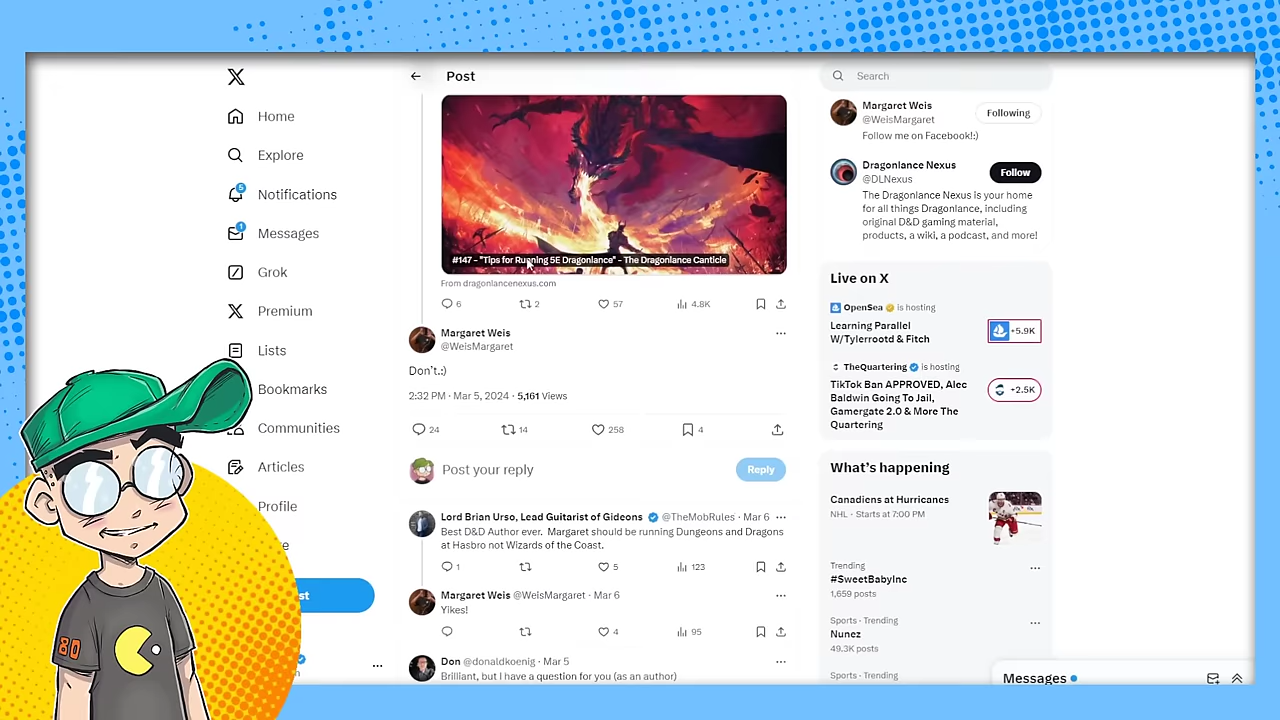 Home
Explore
5
Notifications
1
Messages
Grok
Premium
Lists
Bookmarks
Communities
Articles
Profile
80
Post
#147 - "Tips for Running 5E Dragonlance" - The Dragonlance Canticle
From dragonlancenexus.com
6
2
57
4.8K
Margaret Weis
@WeisMargaret
Don't.:)
2:32 PM · Mar 5, 2024 · 5,161 Views
24
14
258
4
Post your reply
Reply
Lord Brian Urso, Lead Guitarist of Gideons @TheMobRules · Mar 6
Best D&D Author ever. Margaret should be running Dungeons and Dragons
at Hasbro not Wizards of the Coast.
1
5
123
Margaret Weis @WeisMargaret · Mar 6
Yikes!
4
95
Don @donaldkoenig · Mar 5
Brilliant, but I have a question for you (as an author)
Search
Margaret Weis
@WeisMargaret
Following
Follow me on Facebook!:)
Dragonlance Nexus
@DLNexus
Follow
The Dragonlance Nexus is your home
for all things Dragonlance, including
original D&D gaming material,
products, a wiki, a podcast, and more!
Live on X
OpenSea is hosting
Learning Parallel
W/Tylerrootd & Fitch
+5.9K
TheQuartering is hosting
TikTok Ban APPROVED, Alec
Baldwin Going To Jail,
Gamergate 2.0 & More The
Quartering
+2.5K
What's happening
Canadiens at Hurricanes
NHL · Starts at 7:00 PM
Trending
#SweetBabyInc
1,659 posts
Sports · Trending
Nunez
49.3K posts
Sports · Trending
Messages